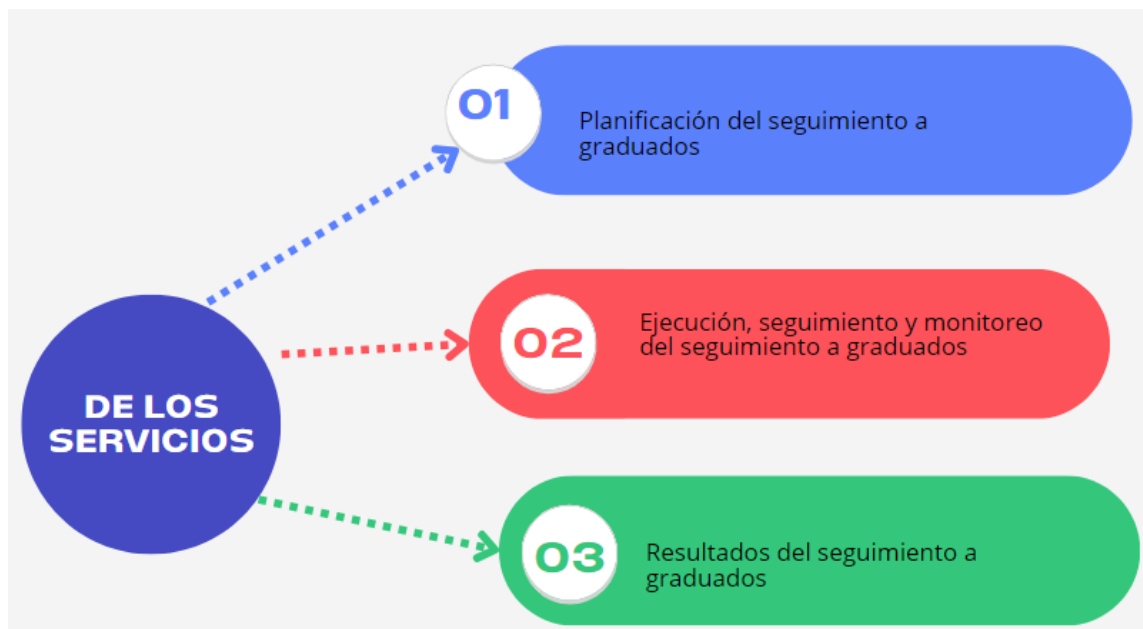 01
Planificación del seguimiento a
graduados
02
Ejecución, seguimiento y monitoreo
del seguimiento a graduados
DE LOS
SERVICIOS
03
Resultados del seguimiento a
graduados